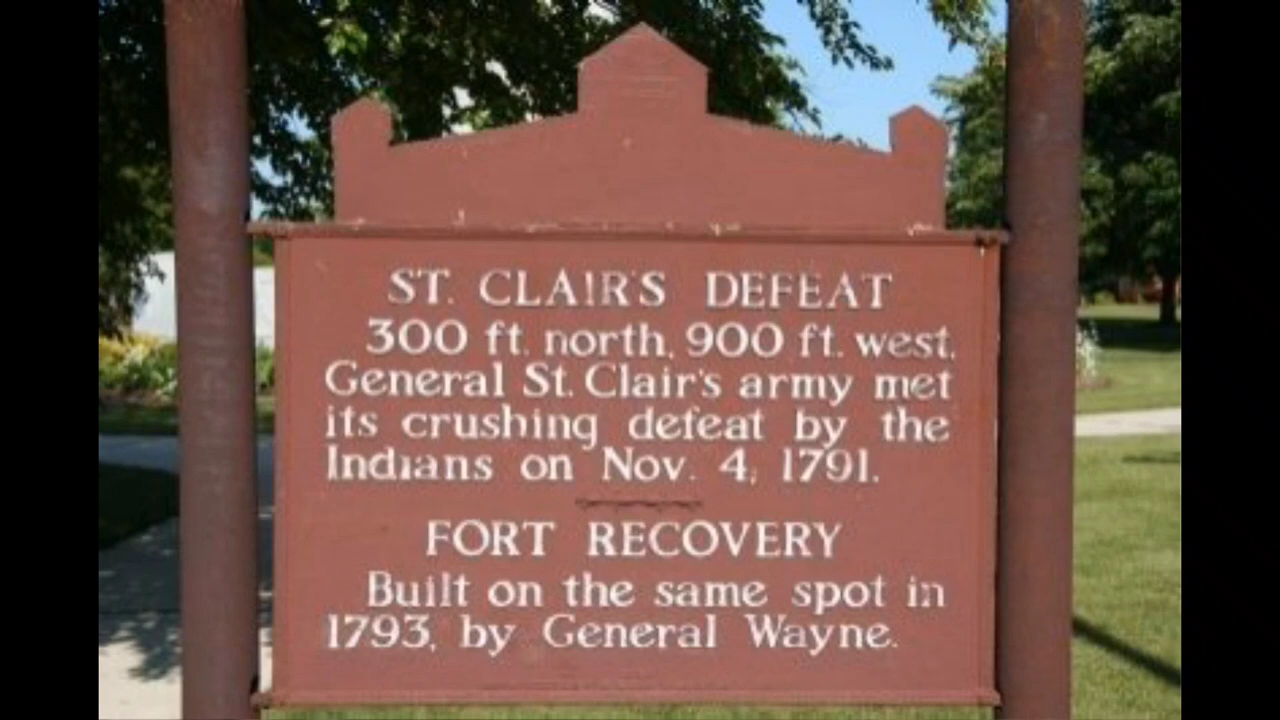 ST. CLAIR'S DEFEAT
300 ft. north, 900 ft. west,
General St. Clair's army met
its crushing defeat by the
Indians on Nov. 4, 1791.
FORT RECOVERY
Built on the same spot in
1793, by General Wayne.